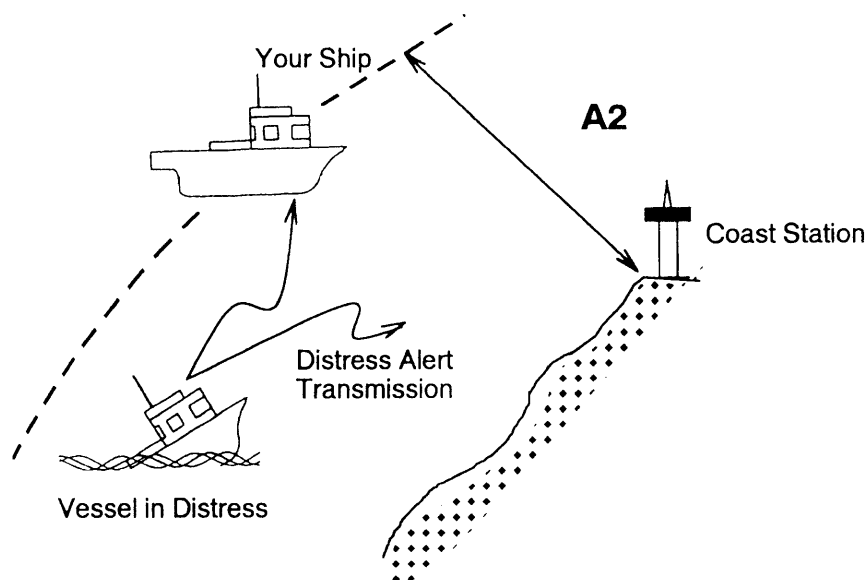 Your Ship
A2
Coast Station
Distress Alert
Transmission
Vessel in Distress